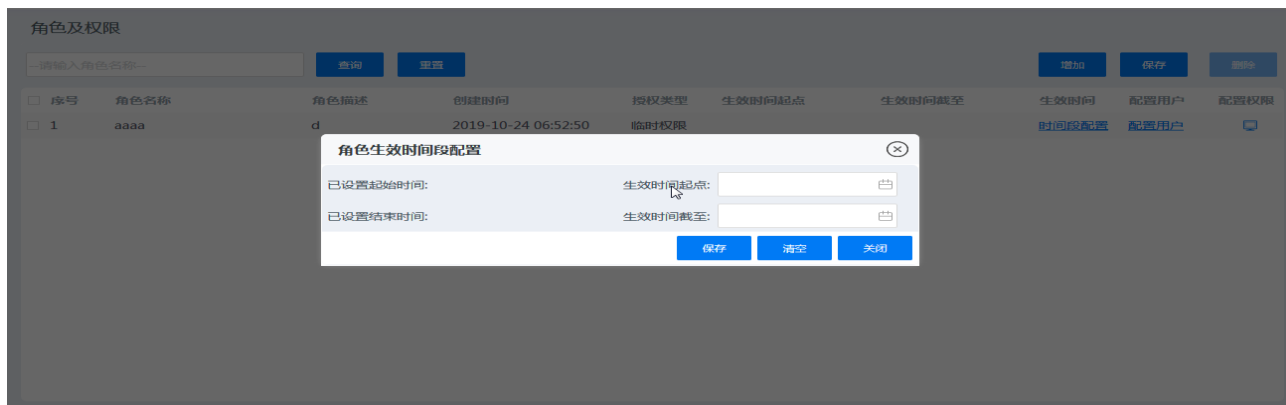 角色及权限
--请输入角色名称-- 查询 重置 增加 保存 删除
序号 角色名称 角色描述 创建时间 授权类型 生效时间起点 生效时间截至 生效时间 配置用户 配置权限
1 aaaa d 2019-10-24 06:52:50 临时权限 时间段配置 配置用户
角色生效时间段配置
已设置起始时间: 生效时间起点:
已设置结束时间: 生效时间截至:
保存 清空 关闭